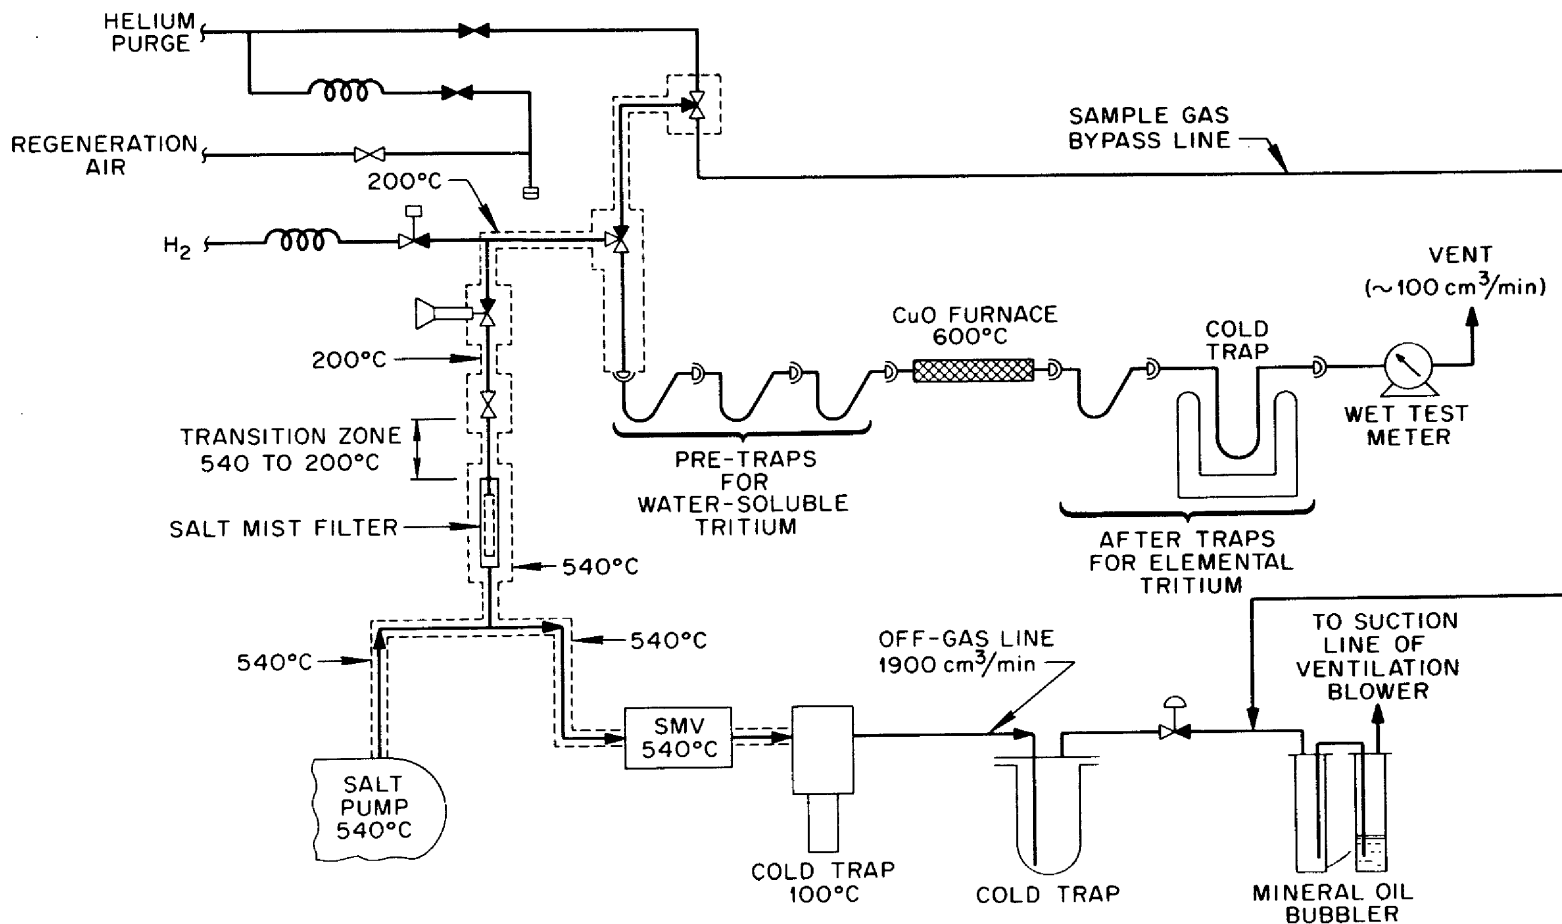 HELIUM
PURGE
REGENERATION
AIR
200°C
H2
SAMPLE GAS
BYPASS LINE
VENT
(~100 cm³/min)
CuO FURNACE
600°C
COLD
TRAP
200°C
WET TEST
METER
TRANSITION ZONE
540 TO 200°C
PRE-TRAPS
FOR
WATER-SOLUBLE
TRITIUM
SALT MIST FILTER
AFTER TRAPS
FOR ELEMENTAL
TRITIUM
540°C
540°C
540°C
OFF-GAS LINE
1900 cm³/min
TO SUCTION
LINE OF
VENTILATION
BLOWER
SMV
540°C
SALT
PUMP
540°C
COLD TRAP
100°C
COLD TRAP
MINERAL OIL
BUBBLER